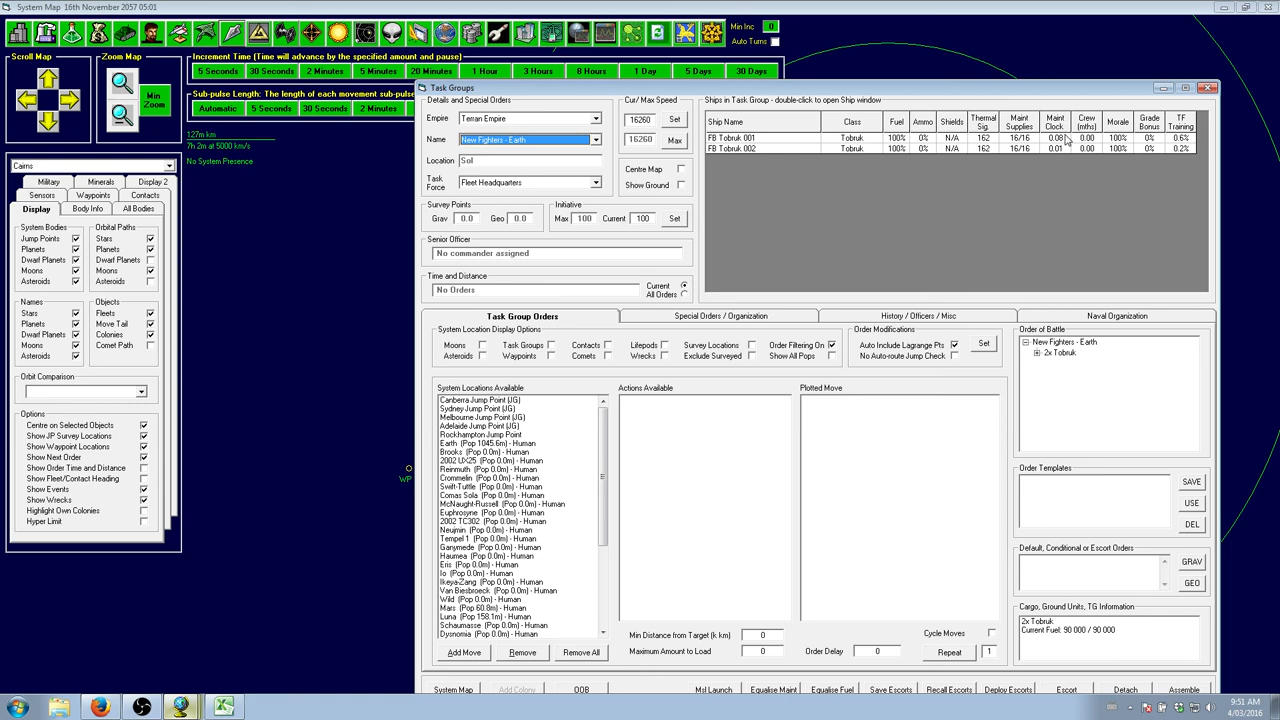 System Map 16th November 2057 05:01
Min Inc 0
Auto Turns
Scroll Map
Zoom Map
Min
Zoom
Increment Time (Time will advance by the specified amount and pause)
5 Seconds 30 Seconds 2 Minutes 5 Minutes 20 Minutes 1 Hour 3 Hours 8 Hours 1 Day 5 Days 30 Days
Sub-pulse Length: The length of each movement sub-pulse
Automatic 5 Seconds 30 Seconds 2 Minutes
127m km
7h 2m at 5000 km/s
No System Presence
Cairns
Military Minerals Display 2
Sensors Waypoints Contacts
Display Body Info All Bodies
System Bodies
Jump Points
Planets
Dwarf Planets
Moons
Asteroids
Orbital Paths
Stars
Planets
Dwarf Planets
Moons
Asteroids
Names
Stars
Planets
Dwarf Planets
Moons
Asteroids
Objects
Fleets
Move Tail
Colonies
Comet Path
Orbit Comparison
Options
Centre on Selected Objects
Show JP Survey Locations
Show Waypoint Locations
Show Next Order
Show Order Time and Distance
Show Fleet/Contact Heading
Show Events
Show Wrecks
Highlight Own Colonies
Hyper Limit
WP
Task Groups
Details and Special Orders
Empire Terran Empire
Name New Fighters - Earth
Location Sol
Task
Force Fleet Headquarters
Cur/ Max Speed
16260 Set
16260 Max
Centre Map
Show Ground
Survey Points
Grav 0.0 Geo 0.0
Initiative
Max 100 Current 100 Set
Senior Officer
No commander assigned
Time and Distance
No Orders
Current
All Orders
Ships in Task Group - double-click to open Ship window
Ship Name Class Fuel Ammo Shields Thermal Sig. Maint Supplies Maint Clock Crew (mths) Morale Grade Bonus TF Training
FB Tobruk 001 Tobruk 100% 0% N/A 162 16/16 0.08 0.00 100% 0% 0.6%
FB Tobruk 002 Tobruk 100% 0% N/A 162 16/16 0.01 0.00 100% 0% 0.2%
Task Group Orders Special Orders / Organization History / Officers / Misc Naval Organization
System Location Display Options
Moons Task Groups Contacts Lifepods Survey Locations Order Filtering On
Asteroids Waypoints Comets Wrecks Exclude Surveyed Show All Pops
Order Modifications
Auto Include Lagrange Pts Set
No Auto-route Jump Check
System Locations Available
Canberra Jump Point (JG)
Sydney Jump Point (JG)
Melbourne Jump Point (JG)
Adelaide Jump Point (JG)
Rockhampton Jump Point
Earth (Pop 1045.6m) - Human
Brooks (Pop 0.0m) - Human
2002 UX25 (Pop 0.0m) - Human
Reinmuth (Pop 0.0m) - Human
Crommelin (Pop 0.0m) - Human
Swift-Tuttle (Pop 0.0m) - Human
Comas Sola (Pop 0.0m) - Human
McNaught-Russell (Pop 0.0m) - Human
Euphrosyne (Pop 0.0m) - Human
2002 TC302 (Pop 0.0m) - Human
Neujmin (Pop 0.0m) - Human
Tempel 1 (Pop 0.0m) - Human
Ganymede (Pop 0.0m) - Human
Haumea (Pop 0.0m) - Human
Eris (Pop 0.0m) - Human
Io (Pop 0.0m) - Human
Ikeya-Zang (Pop 0.0m) - Human
Van Biesbroeck (Pop 0.0m) - Human
Wild (Pop 0.0m) - Human
Mars (Pop 60.8m) - Human
Luna (Pop 158.1m) - Human
Schaumasse (Pop 0.0m) - Human
Dysnomia (Pop 0.0m) - Human
Actions Available
Plotted Move
Add Move Remove Remove All
Min Distance from Target (k km) 0
Maximum Amount to Load 0
Order Delay 0
Cycle Moves
Repeat 1
Order of Battle
New Fighters - Earth
2x Tobruk
Order Templates
SAVE
USE
DEL
Default, Conditional or Escort Orders
GRAV
GEO
Cargo, Ground Units, TG Information
2x Tobruk
Current Fuel: 90 000 / 90 000
System Map Add Colony OOB Msl Launch Equalise Maint Equalise Fuel Save Escorts Recall Escorts Deploy Escorts Escort Detach Assemble
9:51 AM
4/03/2016